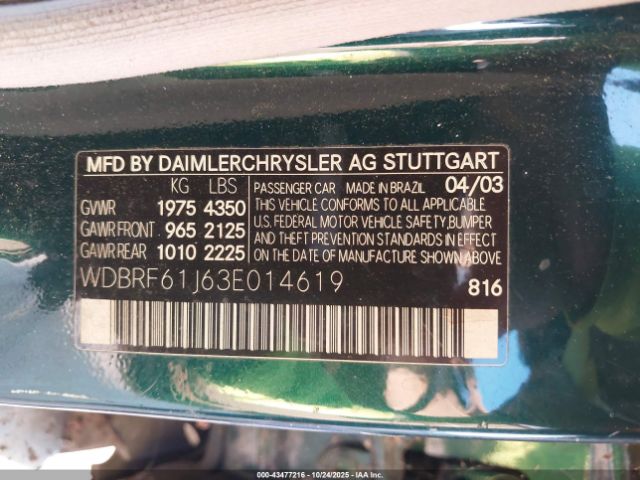 MFD BY DAIMLERCHRYSLER AG STUTTGART
KG LBS
GVWR 1975 4350
GAWR FRONT 965 2125
GAWR REAR 1010 2225
PASSENGER CAR MADE IN BRAZIL 04/03
THIS VEHICLE CONFORMS TO ALL APPLICABLE
U.S. FEDERAL MOTOR VEHICLE SAFETY, BUMPER
AND THEFT PREVENTION STANDARDS IN EFFECT
ON THE DATE OF MANUFACTURE SHOWN ABOVE
WDBRF61J63E014619
816
000-43477216 - 10/24/2025 - IAA Inc.